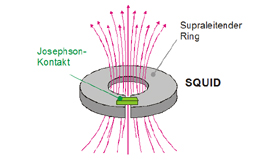 Supraleitender
Ring
Josephson-
Kontakt
SQUID